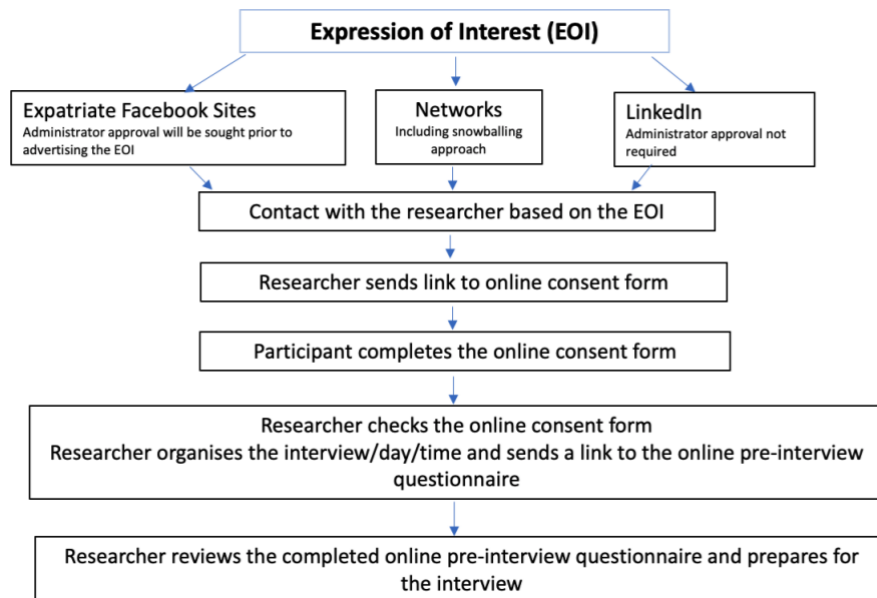 Expression of Interest (EOI)
Expatriate Facebook Sites
Administrator approval will be sought prior to
advertising the EOI
Networks
Including snowballing
approach
LinkedIn
Administrator approval not
required
Contact with the researcher based on the EOI
Researcher sends link to online consent form
Participant completes the online consent form
Researcher checks the online consent form
Researcher organises the interview/day/time and sends a link to the online pre-interview
questionnaire
Researcher reviews the completed online pre-interview questionnaire and prepares for
the interview